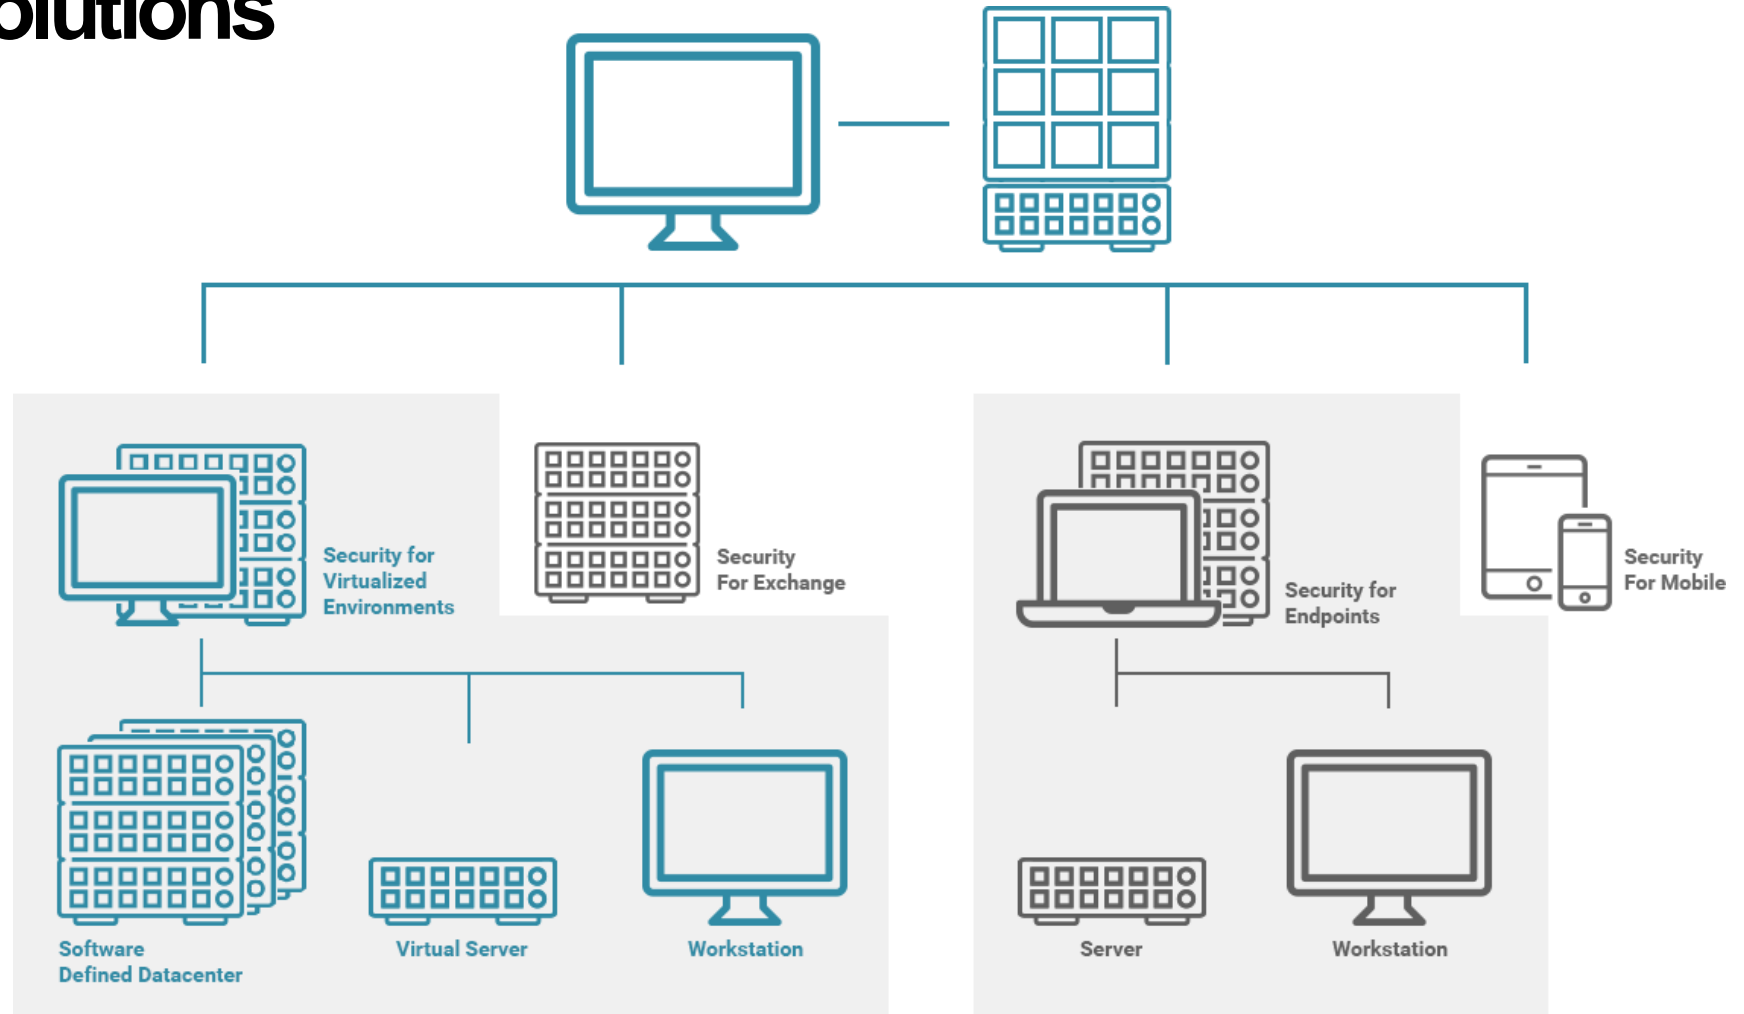 olutions
Security for
Virtualized
Environments
Security
For Exchange
Security for
Endpoints
Security
For Mobile
Software
Defined Datacenter
Virtual Server
Workstation
Server
Workstation